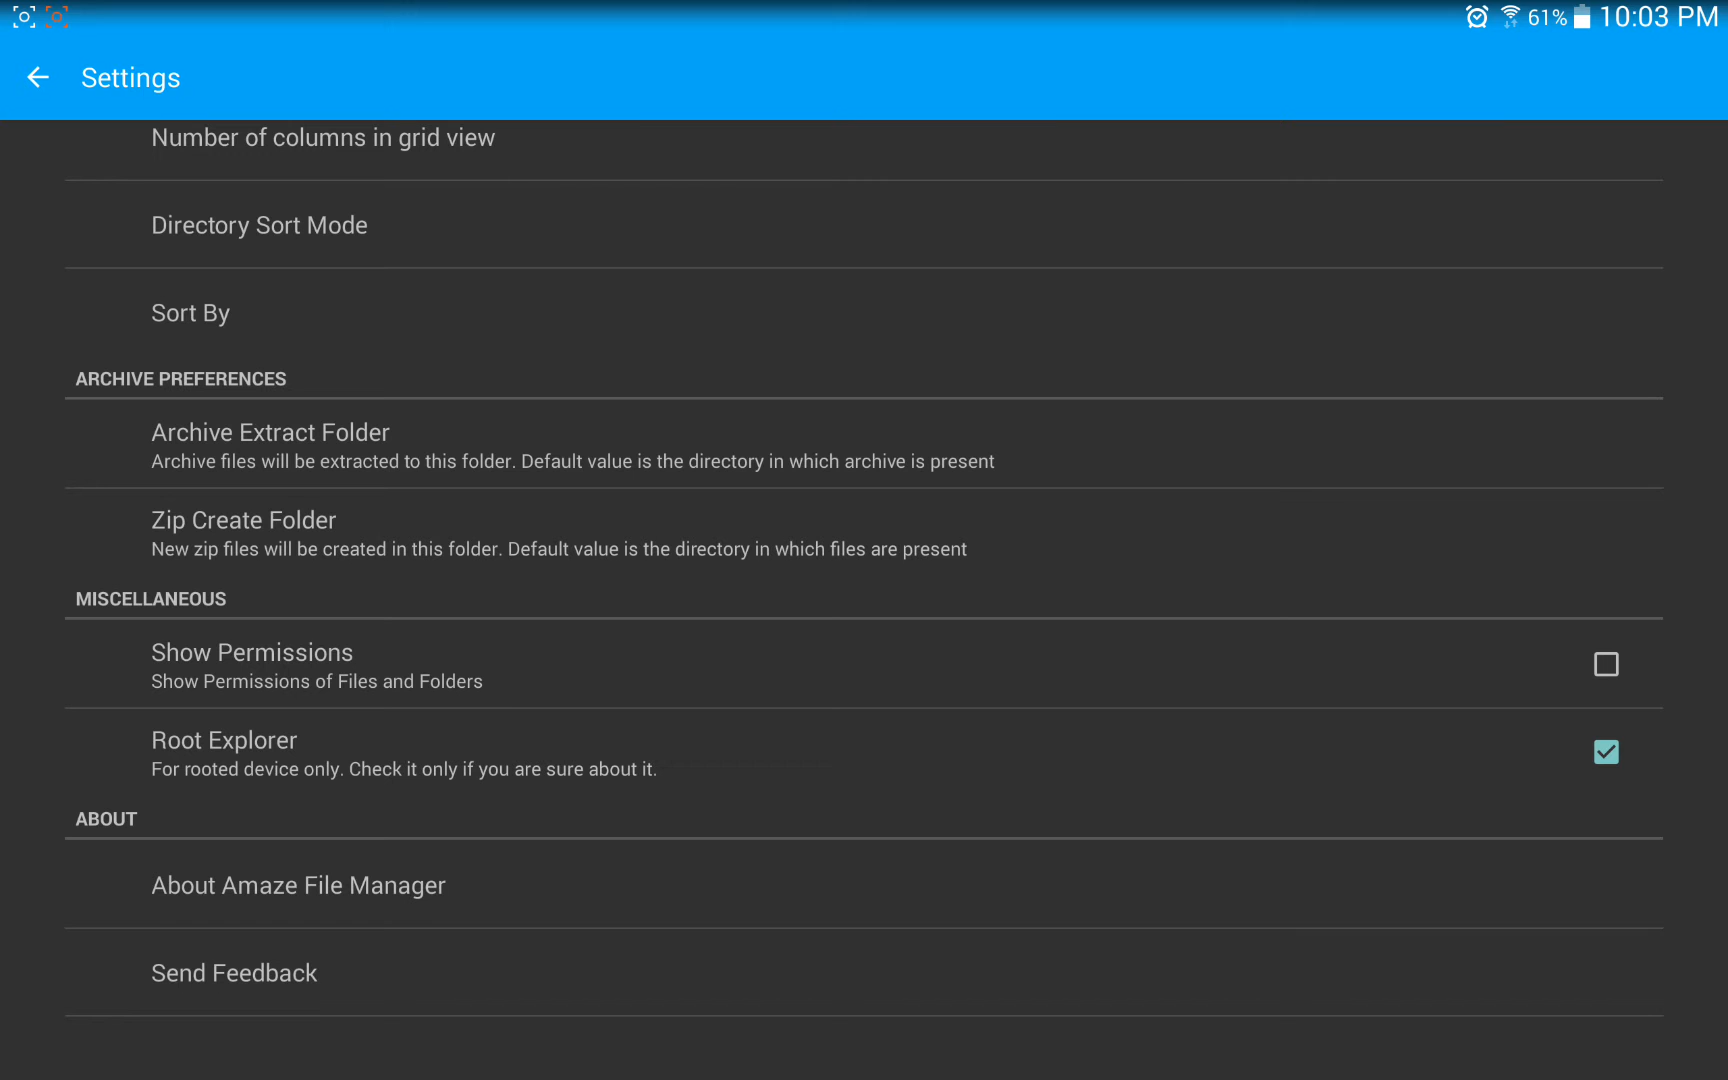 61% 10:03 PM
Settings
Number of columns in grid view
Directory Sort Mode
Sort By
ARCHIVE PREFERENCES
Archive Extract Folder
Archive files will be extracted to this folder. Default value is the directory in which archive is present
Zip Create Folder
New zip files will be created in this folder. Default value is the directory in which files are present
MISCELLANEOUS
Show Permissions
Show Permissions of Files and Folders
Root Explorer
For rooted device only. Check it only if you are sure about it.
ABOUT
About Amaze File Manager
Send Feedback